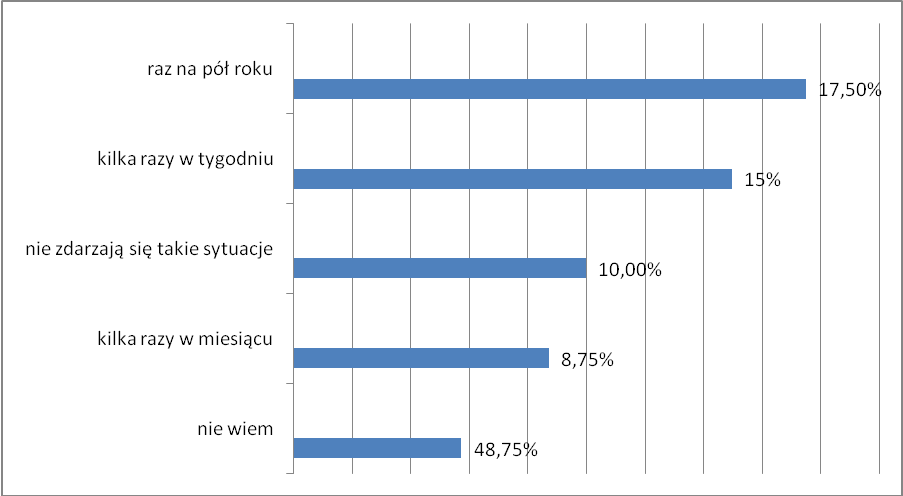 raz na pół roku
17,50%
kilka razy w tygodniu
15%
nie zdarzają się takie sytuacje
10,00%
kilka razy w miesiącu
8,75%
nie wiem
48,75%